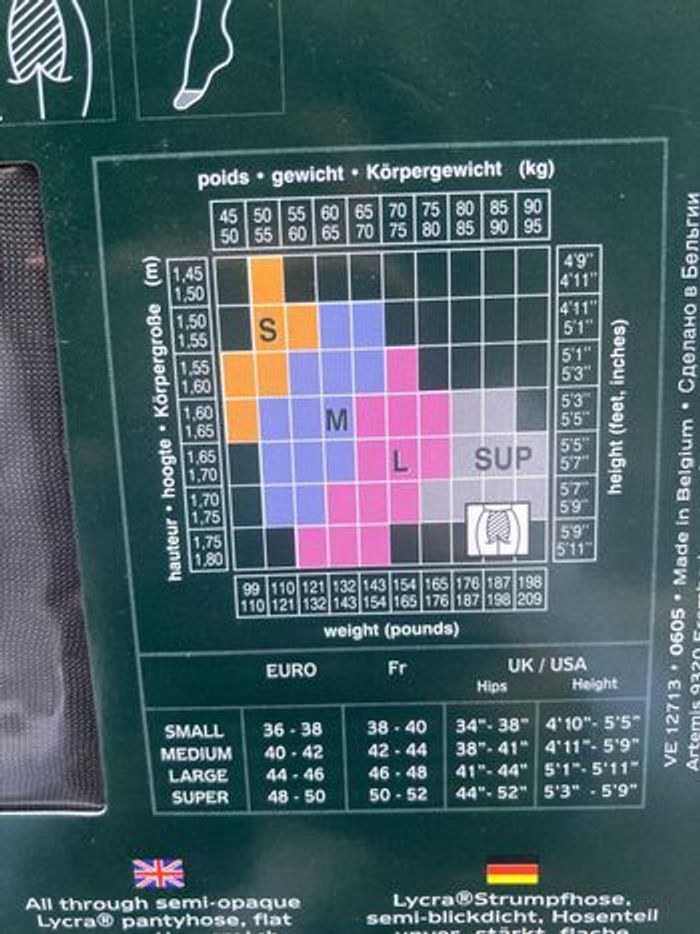 poids • gewicht • Körpergewicht (kg)
45 50 55 60 65 70 75 80 85 90
50 55 60 65 70 75 80 85 90 95
hauteur • hoogte • Körpergroße (m)
1,45 4'9"
1,50 4'11"
1,50 4'11"
1,55 S 5'1"
1,55 5'1"
1,60 5'3"
1,60 5'3"
1,65 M 5'5"
1,65 5'5"
1,70 L SUP 5'7"
1,70 5'7"
1,75 5'9"
1,75 5'9"
1,80 5'11"
height (feet, inches)
99 110 121 132 143 154 165 176 187 198
110 121 132 143 154 165 176 187 198 209
weight (pounds)
EURO Fr UK / USA
Hips Height
SMALL 36 - 38 38 - 40 34"- 38" 4'10"- 5'5"
MEDIUM 40 - 42 42 - 44 38"- 41" 4'11"- 5'9"
LARGE 44 - 46 46 - 48 41"- 44" 5'1"- 5'11"
SUPER 48 - 50 50 - 52 44"- 52" 5'3" - 5'9"
VE 12713 • 0605 • Made in Belgium • Сделано в Бельгии
All through semi-opaque
Lycra® pantyhose, flat
Lycra®Strumpfhose,
semi-blickdicht, Hosenteil